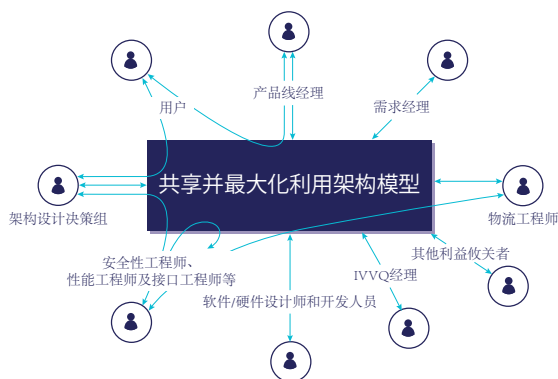 产品线经理
用户
需求经理
共享并最大化利用架构模型
架构设计决策组
物流工程师
安全性工程师、
性能工程师及接口工程师等
其他利益攸关者
IVVQ经理
软件/硬件设计师和开发人员